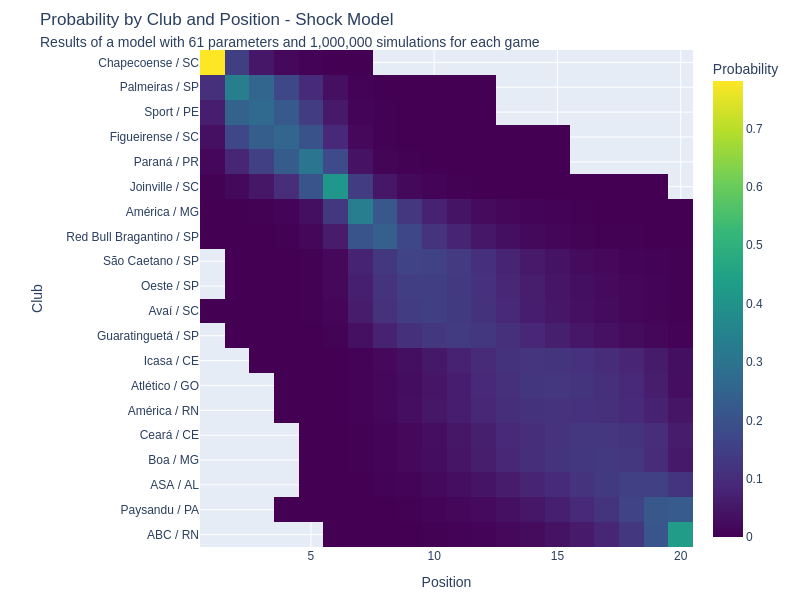 Probability by Club and Position - Shock Model
Results of a model with 61 parameters and 1,000,000 simulations for each game
Probability
Chapecoense / SC
Palmeiras / SP
Sport / PE
Figueirense / SC
Paraná / PR
Joinville / SC
América / MG
Red Bull Bragantino / SP
São Caetano / SP
Oeste / SP
Avaí / SC
Guaratinguetá / SP
Icasa / CE
Atlético / GO
América / RN
Ceará / CE
Boa / MG
ASA / AL
Paysandu / PA
ABC / RN
Club
5 10 15 20
Position
0.7
0.6
0.5
0.4
0.3
0.2
0.1
0